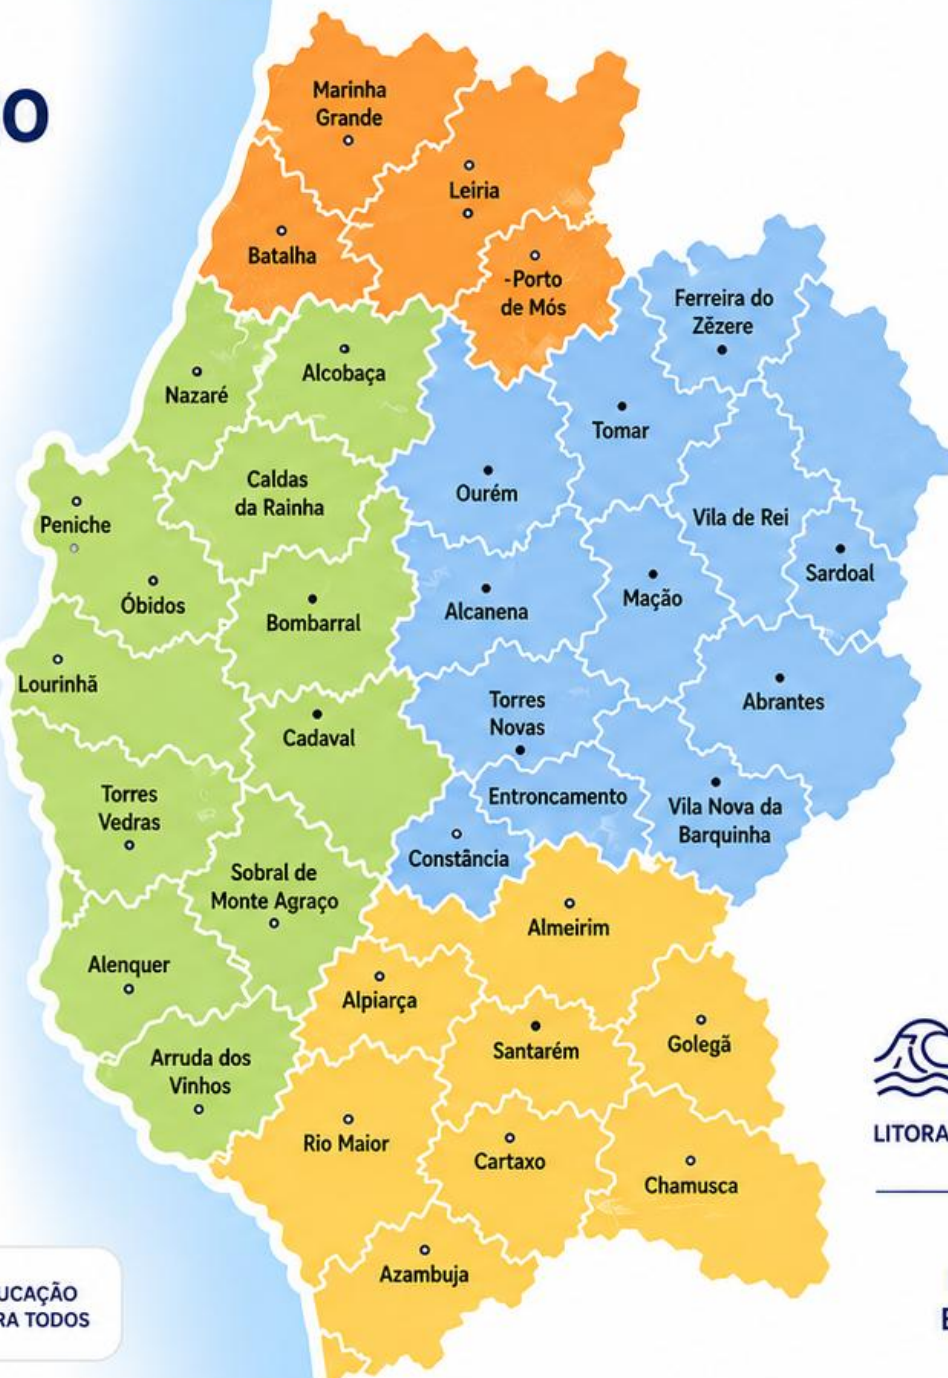 O
Marinha
Grande
Leiria
Batalha
-Porto
de Mós
Ferreira do
Zězere
Nazaré
Alcobaça
Tomar
Caldas
da Rainha
Ourém
Peniche
Vila de Rei
Sardoal
Óbidos
Bombarral
Alcanena
Mação
Lourinhã
Cadaval
Torres
Novas
Abrantes
Torres
Vedras
Entroncamento
Vila Nova da
Barquinha
Constância
Sobral de
Monte Agraço
Almeirim
Alenquer
Alpiarça
Santarém
Golegã
Arruda dos
Vinhos
Rio Maior
Cartaxo
Chamusca
LITORA
Azambuja
UCAÇÃO
RA TODOS
E